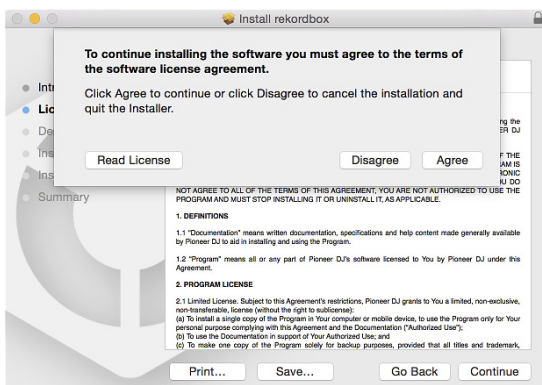 Install rekordbox
To continue installing the software you must agree to the terms of
the software license agreement.
Click Agree to continue or click Disagree to cancel the installation and
quit the Installer.
Read License
Disagree
Agree
Summary
NOT AGREE TO ALL OF THE TERMS OF THIS AGREEMENT, YOU ARE NOT AUTHORIZED TO USE THE
PROGRAM AND MUST STOP INSTALLING IT OR UNINSTALL IT, AS APPLICABLE.
1. DEFINITIONS
1.1 "Documentation" means written documentation, specifications and help content made generally available
by Pioneer DJ to aid in installing and using the Program.
1.2 "Program" means all or any part of Pioneer DJ's software licensed to You by Pioneer DJ under this
Agreement.
2. PROGRAM LICENSE
2.1 Limited License. Subject to this Agreement's restrictions, Pioneer DJ grants to You a limited, non-exclusive,
non-transferable, license (without the right to sublicense):
(a) To install a single copy of the Program in Your computer or mobile device, to use the Program only for Your
personal purpose complying with this Agreement and the Documentation ("Authorized Use");
(b) To use the Documentation in support of Your Authorized Use; and
(c) To make one copy of the Program solely for backup purposes, provided that all titles and trademark,
Print...
Save...
Go Back
Continue